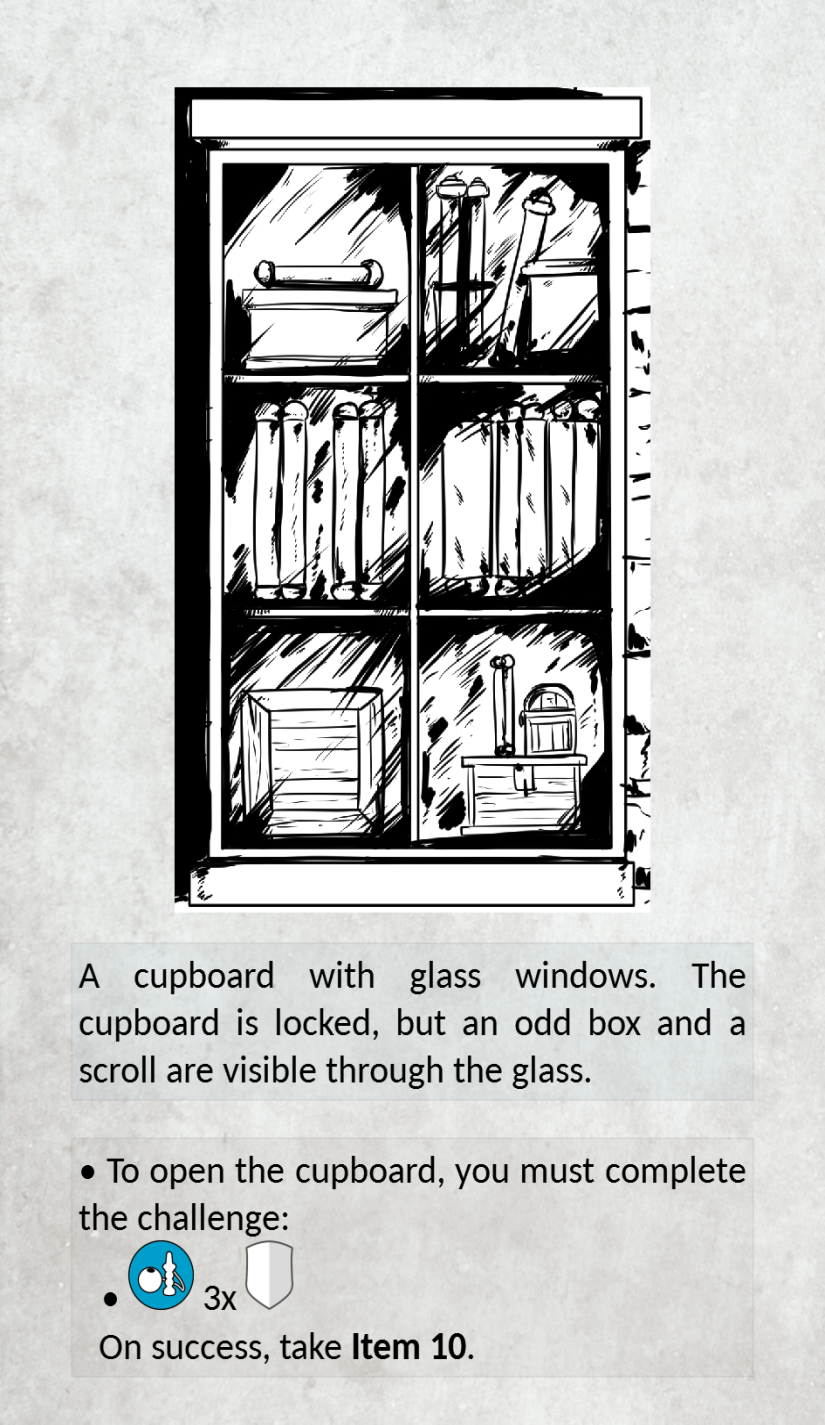 A cupboard with glass windows. The
cupboard is locked, but an odd box and a
scroll are visible through the glass.
• To open the cupboard, you must complete
the challenge:
• 3x
On success, take Item 10.